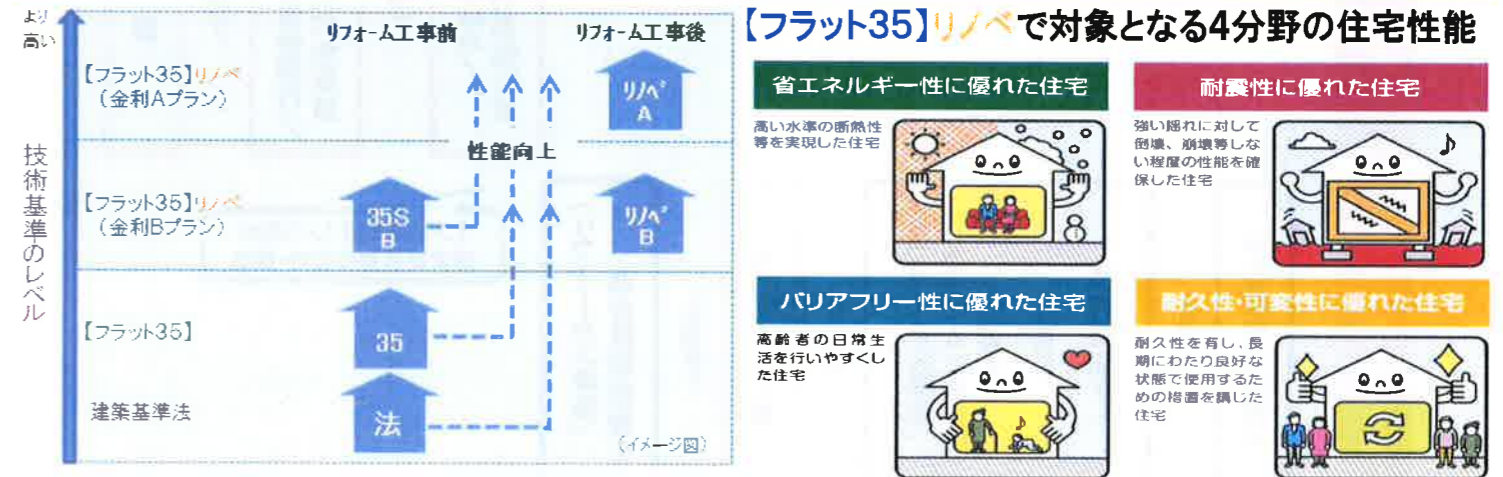 より
高い
技術基準のレベル
リフォーム工事前
リフォーム工事後
【フラット35】リノベ
(金利Aプラン)
リノベ
A
性能向上
【フラット35】リノベ
(金利Bプラン)
35S
B
リノベ
B
【フラット35】
35
建築基準法
法
(イメージ図)
【フラット35】リノベで対象となる4分野の住宅性能
省エネルギー性に優れた住宅
高い水準の断熱性
等を実現した住宅
耐震性に優れた住宅
強い揺れに対して
倒壊、崩壊等しな
い程度の性能を確
保した住宅
バリアフリー性に優れた住宅
高齢者の日常生
活を行いやすくし
た住宅
耐久性・可変性に優れた住宅
耐久性を有し、長
期にわたり良好な
状態で使用するた
めの措置を講じた
住宅